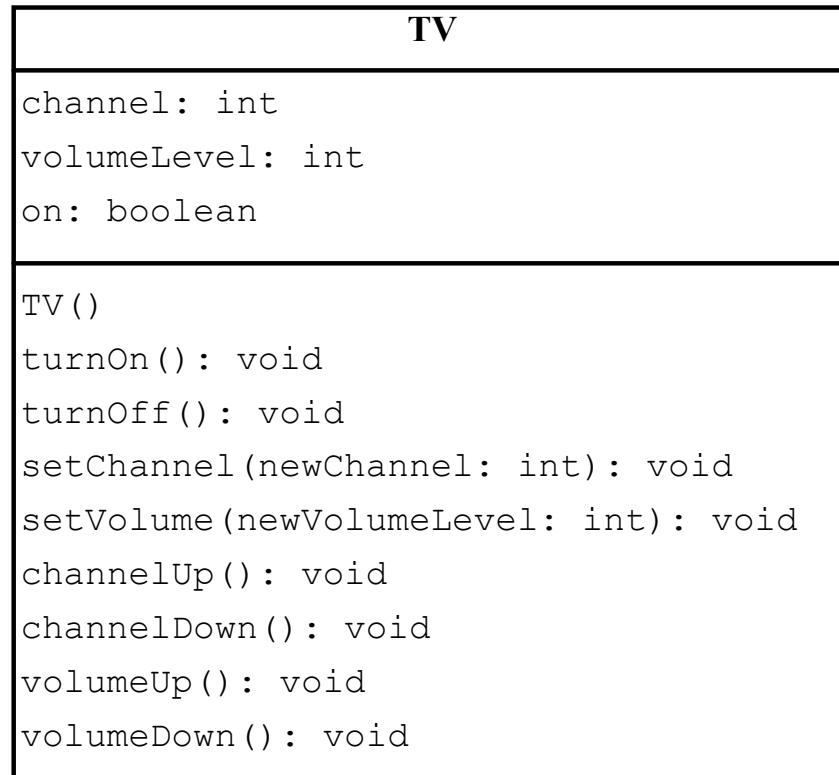 TV
channel: int
volumeLevel: int
on: boolean
TV()
turnOn(): void
turnOff(): void
setChannel(newChannel: int): void
setVolume(newVolumeLevel: int): void
channelUp(): void
channelDown(): void
volumeUp(): void
volumeDown(): void